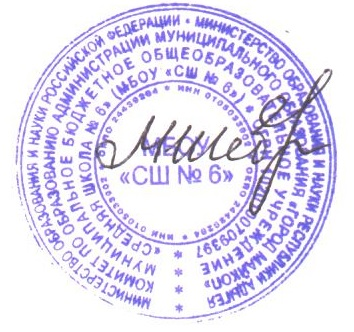 МИНИСТЕРСТВО ОБРАЗОВАНИЯ И НАУКИ РОССИЙСКОЙ ФЕДЕРАЦИИ * МИНИСТЕРСТВО ОБРАЗОВАНИЯ И НАУКИ РЕСПУБЛИКИ АДЫГЕЯ
КОМИТЕТ ПО ОБРАЗОВАНИЮ АДМИНИСТРАЦИИ МУНИЦИПАЛЬНОГО ОБРАЗОВАНИЯ «ГОРОД МАЙКОП»
МУНИЦИПАЛЬНОЕ БЮДЖЕТНОЕ ОБЩЕОБРАЗОВАТЕЛЬНОЕ УЧРЕЖДЕНИЕ
«СРЕДНЯЯ ШКОЛА № 6» (МБОУ «СШ № 6») *
МБОУ
«СШ № 6»